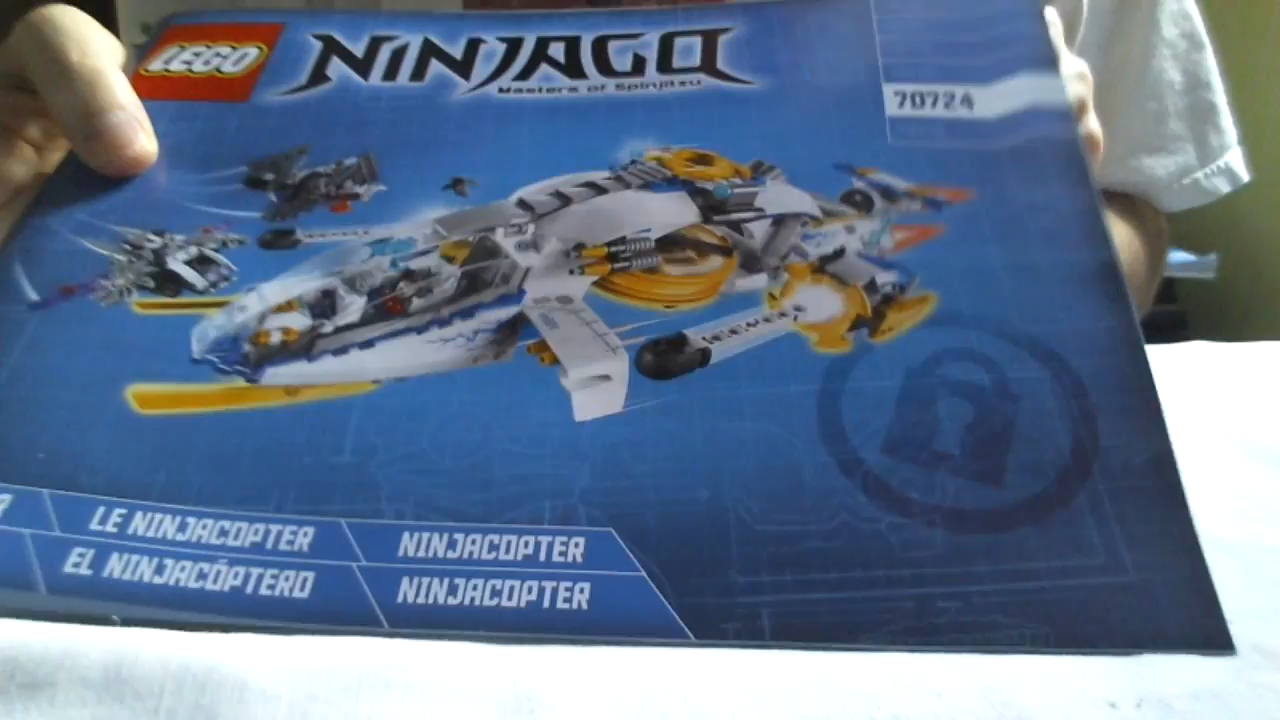 LEGO
NINJAGO
Masters of Spinjitzu
70724
LE NINJACOPTER
NINJACOPTER
EL NINJACÓPTERO
NINJACOPTER